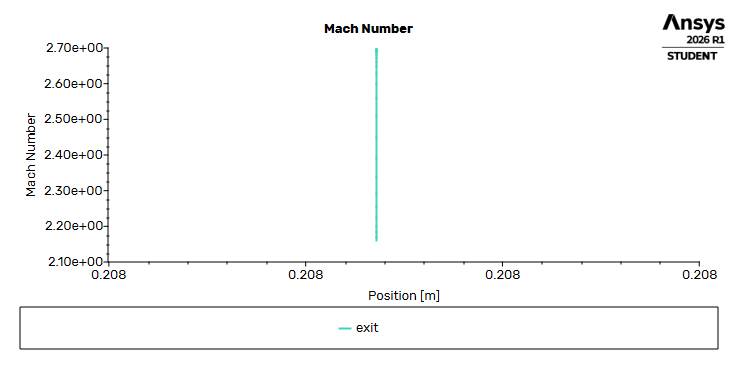 Mach Number
Ansys
2026 R1
STUDENT
2.70e+00
2.60e+00
2.50e+00
2.40e+00
2.30e+00
2.20e+00
2.10e+00
Mach Number
0.208 0.208 0.208 0.208
Position [m]
exit